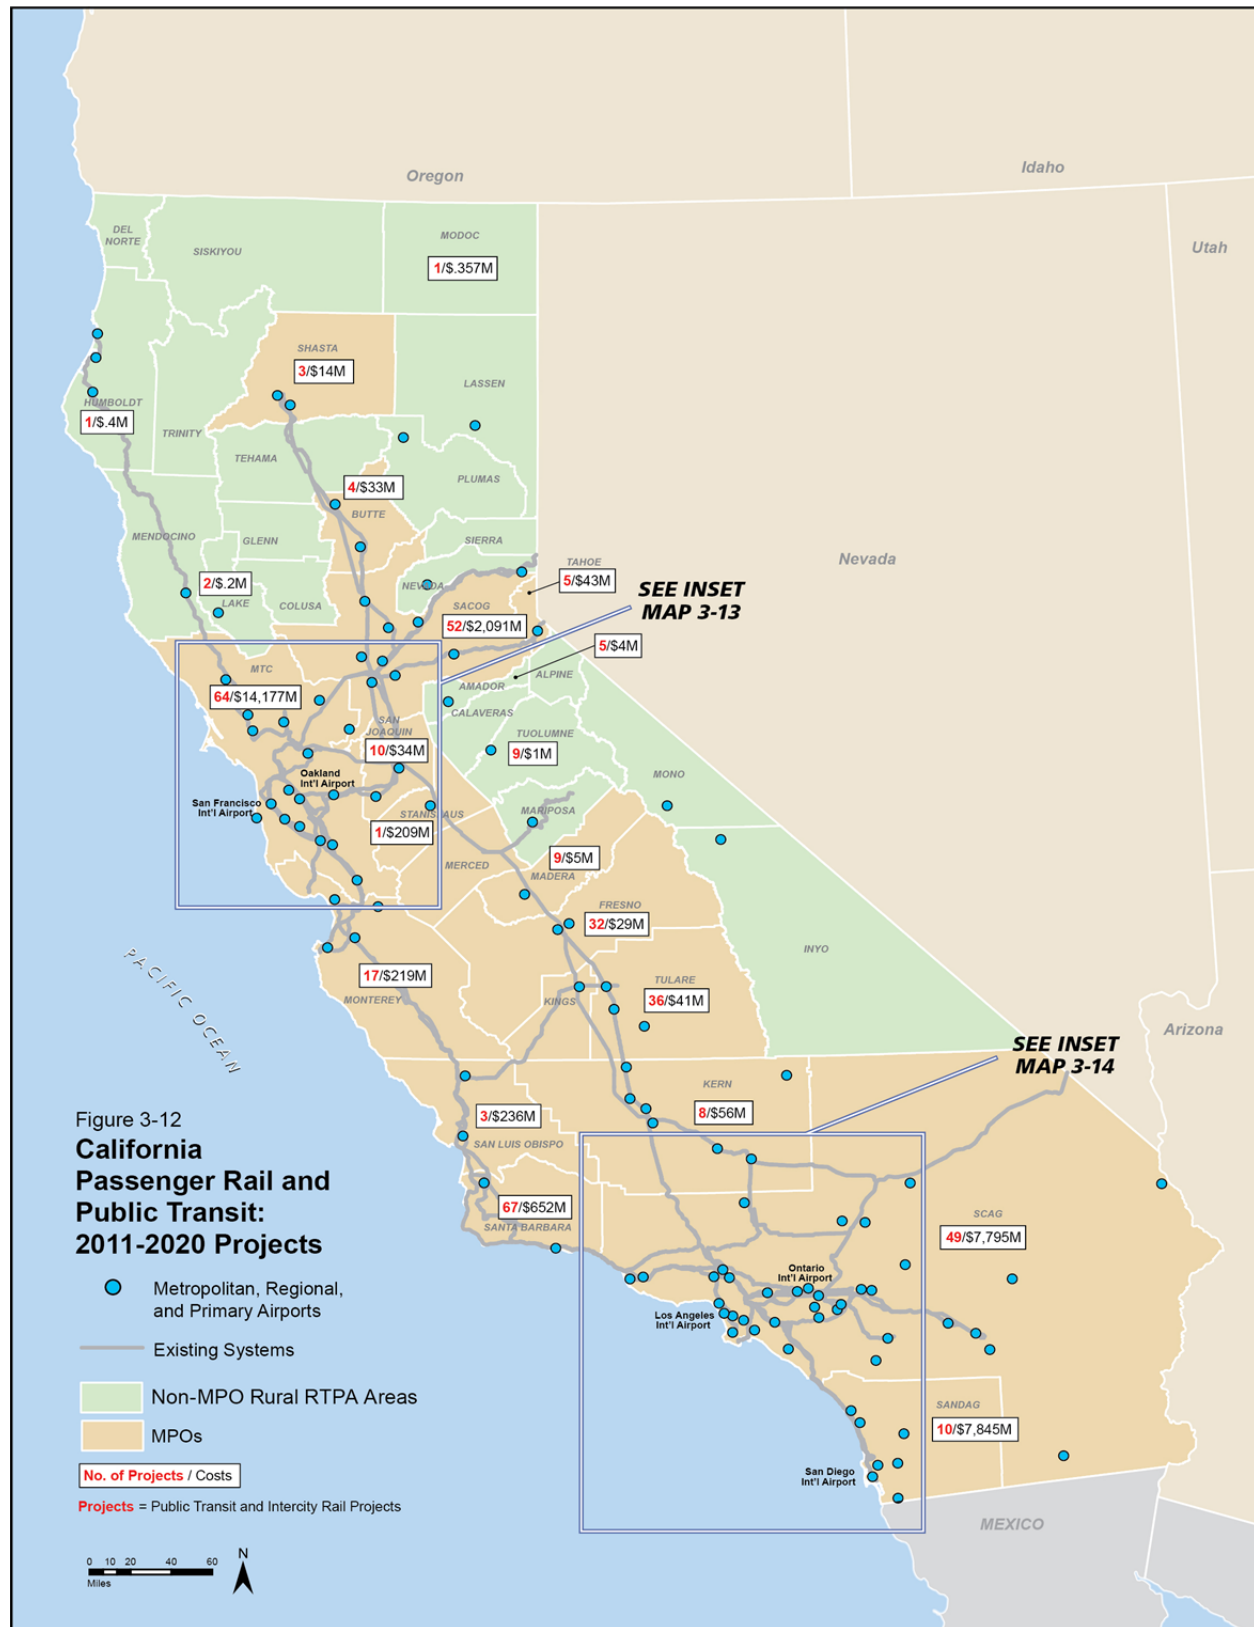 Oregon
Idaho
Utah
Nevada
Arizona
MEXICO
DEL
NORTE
SISKIYOU
MODOC
1/$.357M
SHASTA
3/$14M
LASSEN
HUMBOLDT
1/$.4M
TRINITY
TEHAMA
PLUMAS
4/$33M
BUTTE
MENDOCINO
GLENN
SIERRA
TAHOE
5/$43M
2/$.2M
LAKE
COLUSA
NEVADA
SACOG
52/$2,091M
SEE INSET
MAP 3-13
5/$4M
MTC
64/$14,177M
AMADOR
ALPINE
CALAVERAS
SAN
JOAQUIN
10/$34M
TUOLUMNE
9/$1M
MONO
Oakland
Int'l Airport
San Francisco
Int'l Airport
STANISLAUS
1/$209M
MARIPOSA
MERCED
9/$5M
MADERA
FRESNO
32/$29M
INYO
PACIFIC OCEAN
17/$219M
MONTEREY
KINGS
TULARE
36/$41M
SEE INSET
MAP 3-14
KERN
8/$56M
3/$236M
SAN LUIS OBISPO
67/$652M
SANTA BARBARA
SCAG
49/$7,795M
Ontario
Int'l Airport
Los Angeles
Int'l Airport
SANDAG
10/$7,845M
San Diego
Int'l Airport
Figure 3-12
California
Passenger Rail and
Public Transit:
2011-2020 Projects
Metropolitan, Regional,
and Primary Airports
Existing Systems
Non-MPO Rural RTPA Areas
MPOs
No. of Projects / Costs
Projects = Public Transit and Intercity Rail Projects
0 10 20 40 60
Miles
N